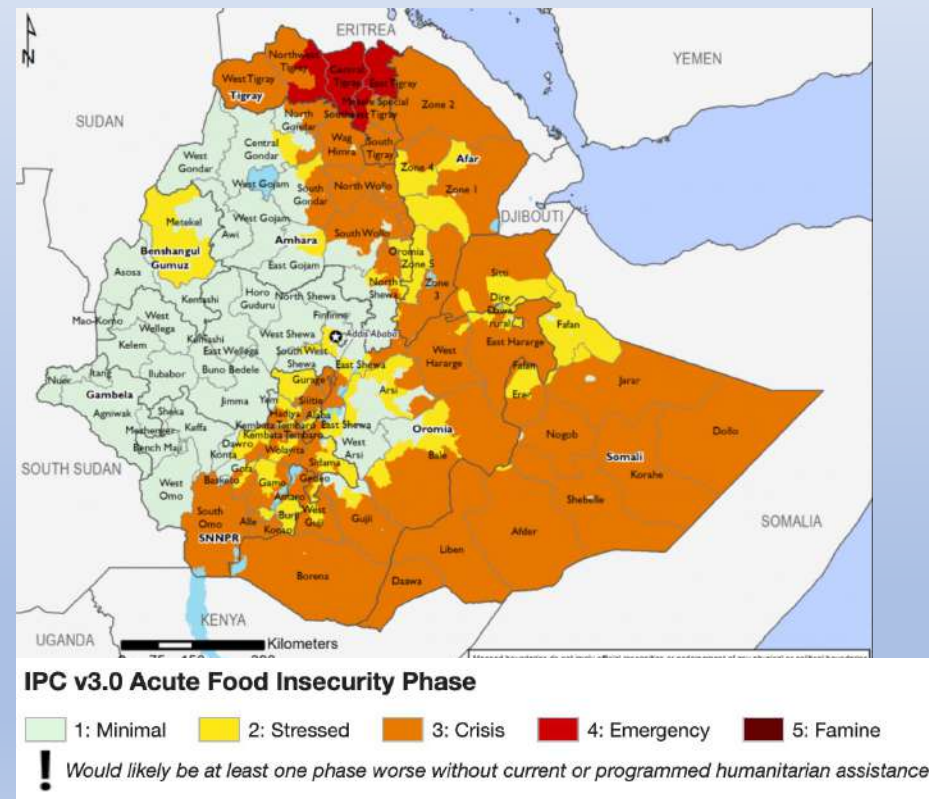 ERITREA
YEMEN
N
Northwest
Tigray
Central
Tigray
East Tigray
West Tigray
Tigray
Mekele Special
Southeast Tigray
Zone 2
SUDAN
North
Gondar
Wag
Himra
South
Tigray
Central
Gondar
West
Gondar
Zone 4
Afar
West Gojam
South
Gondar
North Wollo
Zone 1
DJIBOUTI
Metekel
West Gojam
Awi
Amhara
South Wollo
Benshangul
Gumuz
East Gojam
Oromia
Zone 5
Asosa
Sitti
North
Shewa
Zone
3
Kemashi
Horo
Guduru
North Shewa
Dire
Dawa
rural
Mao-Komo
West
Wellega
Finfinne
Fafan
Kelem
Kamashi
West Shewa
Addis Ababa
East Wellega
South West
Shewa
East Shewa
West
Hararge
East Hararge
Nuer
Itang
Ilubabor
Buno Bedele
Gurage
Arsi
Fafan
Jarar
Gambela
Jimma
Yem
Siltie
Erer
Agniwak
Sheka
Hadiya
Alaba
Mezhenger
Kaffa
Kembata Tembaro
East Shewa
Oromia
Dollo
Bench Maji
Dawro
Kembata Tembaro
West
Arsi
Nogob
Konta
Wolayita
Bale
Somali
SOUTH SUDAN
Gofa
Sidama
Korahe
West
Omo
Basketo
Gamo
Gedeo
Amaro
Shebelle
South
Omo
Alle
Burji
West
Guji
Guji
SOMALIA
Konso
Afder
SNNPR
Liben
Borena
Daawa
KENYA
UGANDA
Kilometers
IPC v3.0 Acute Food Insecurity Phase
1: Minimal 2: Stressed 3: Crisis 4: Emergency 5: Famine
! Would likely be at least one phase worse without current or programmed humanitarian assistance